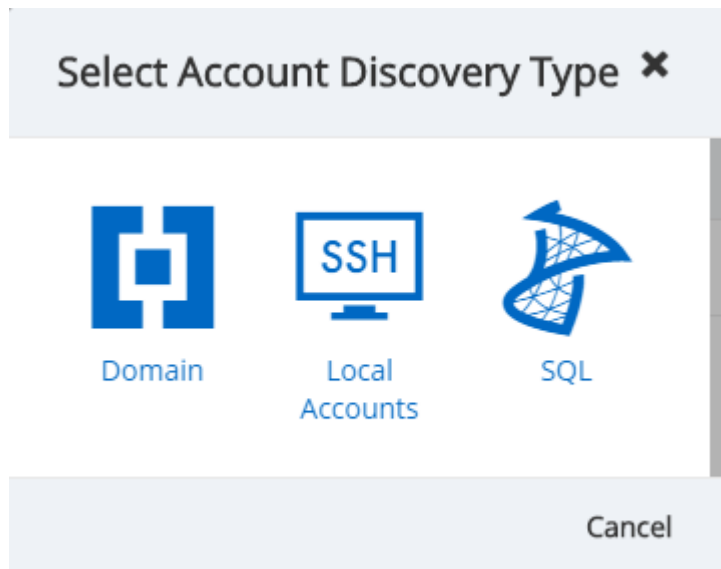 Select Account Discovery Type
SSH
Domain
Local
Accounts
SQL
Cancel